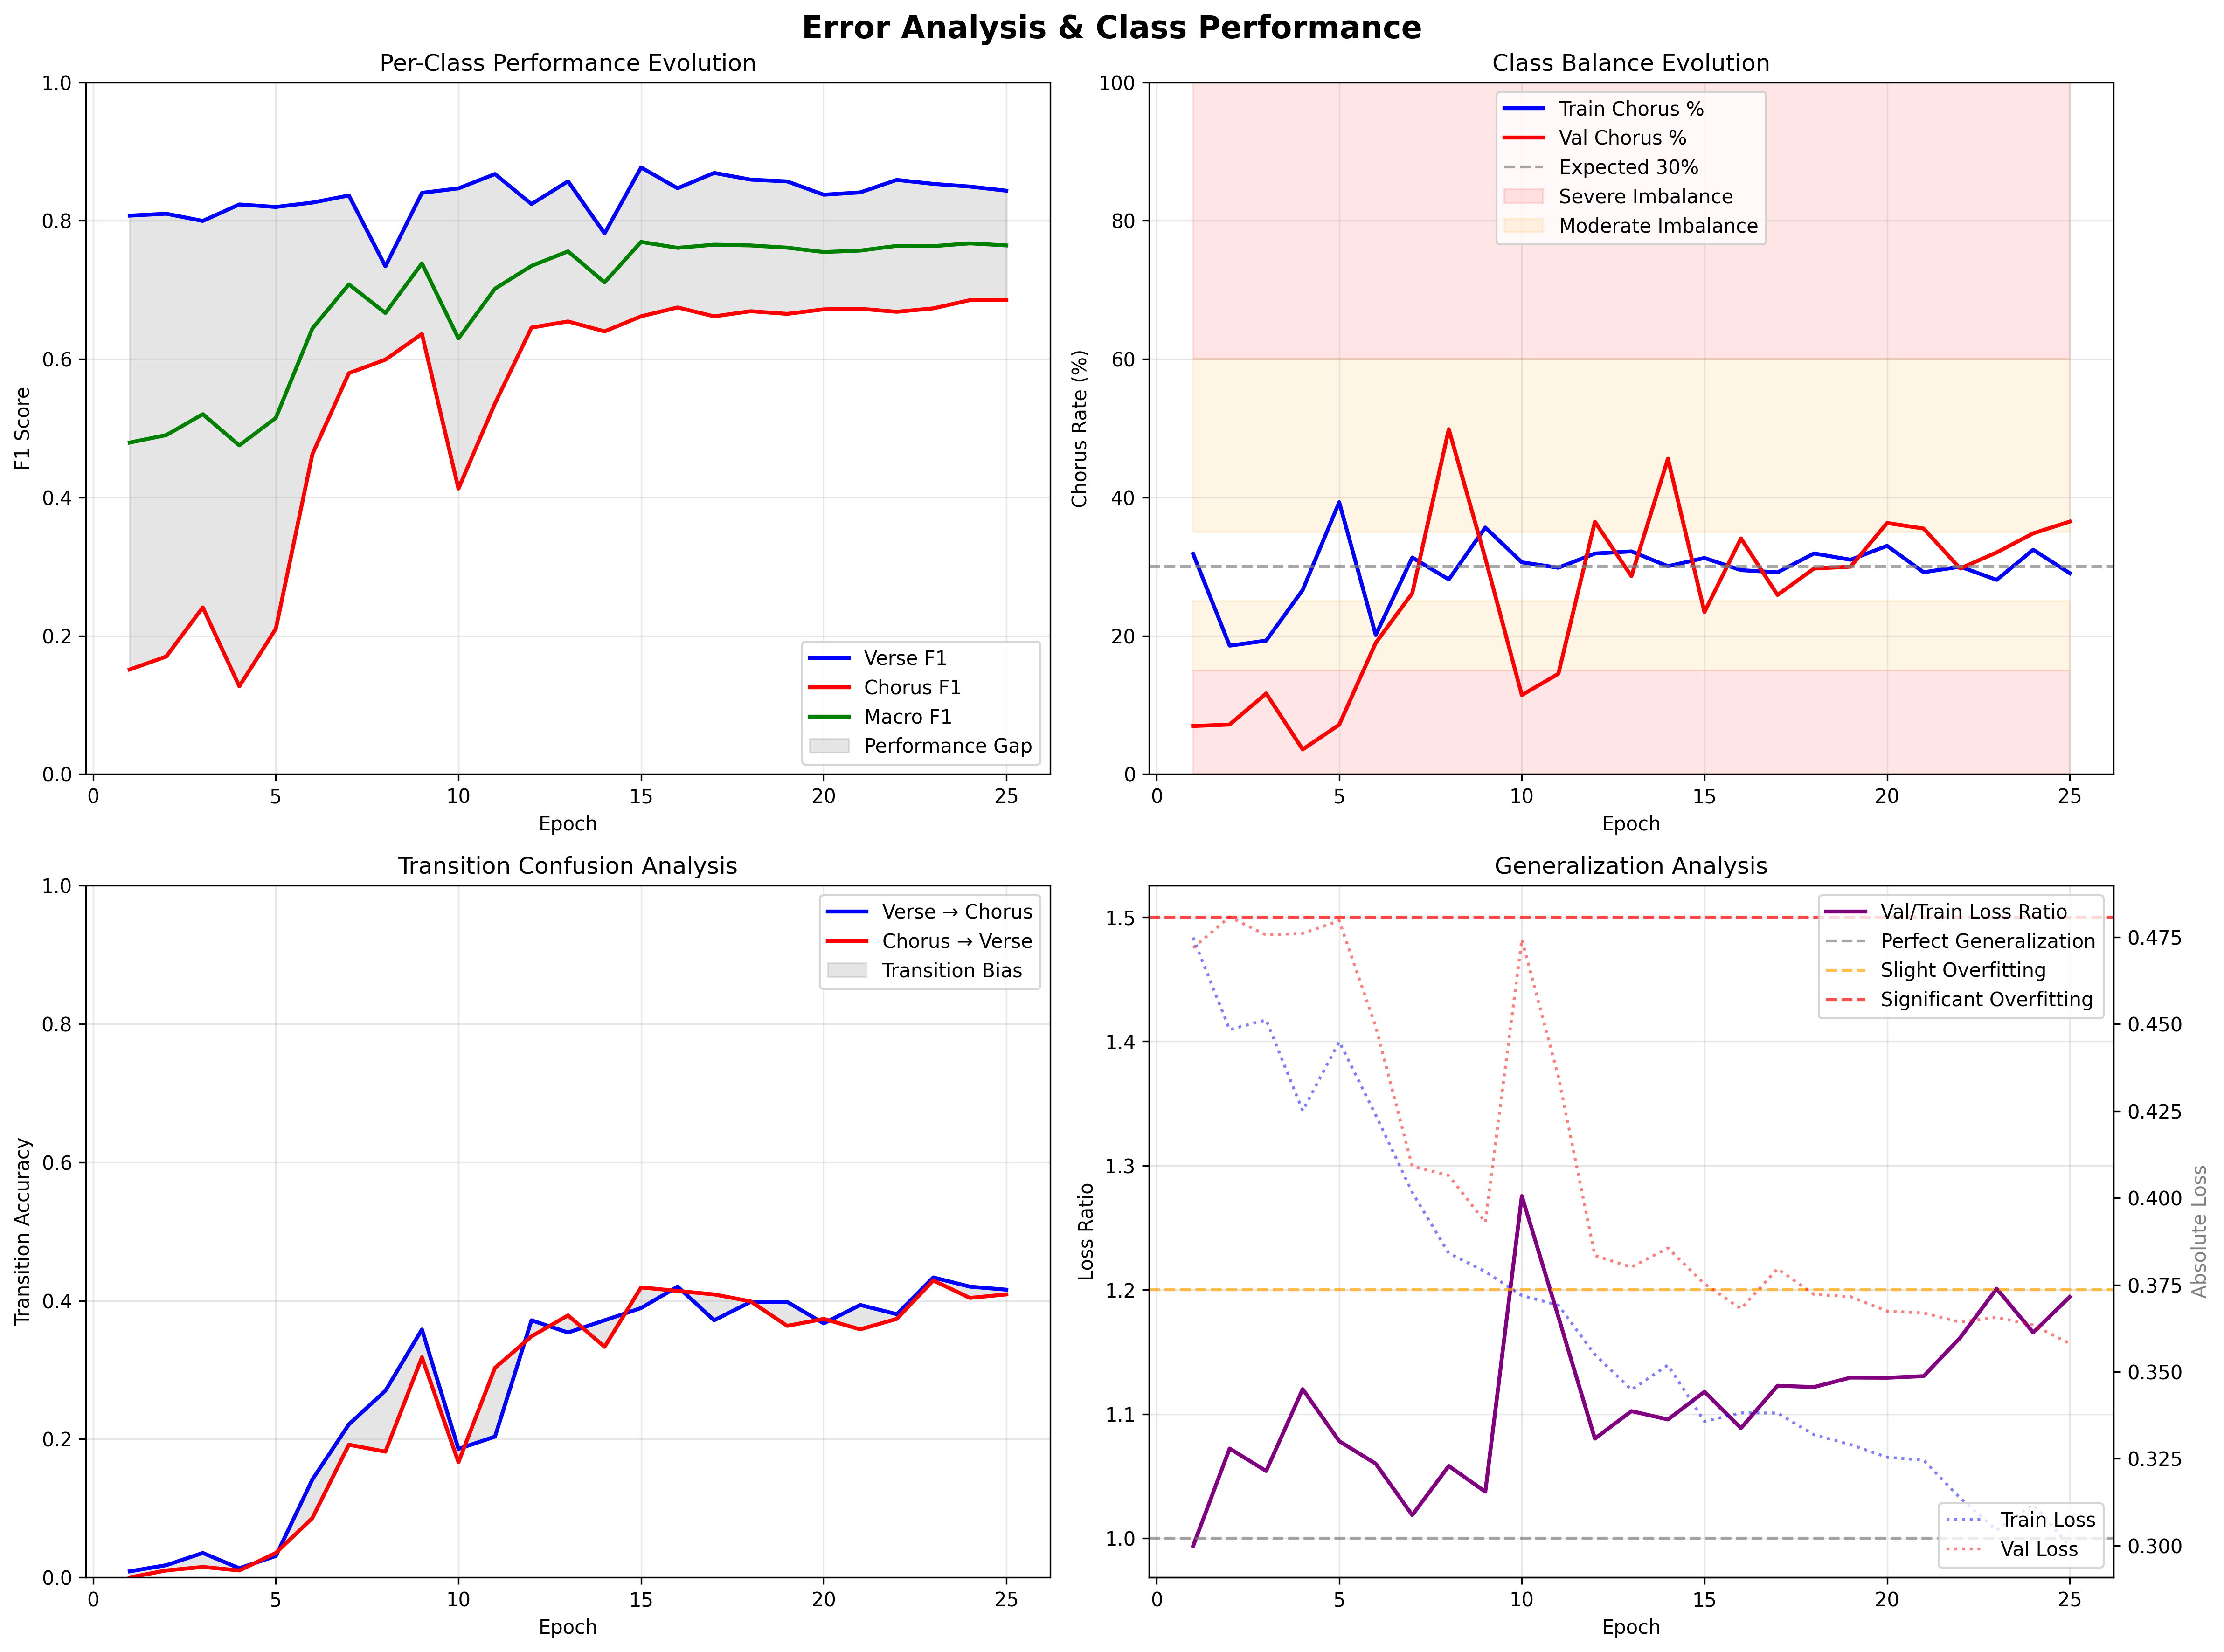 Error Analysis & Class Performance
Per-Class Performance Evolution
1.0
0.8
0.6
0.4
0.2
0.0
F1 Score
0
5
10
15
20
25
Epoch
Verse F1
Chorus F1
Macro F1
Performance Gap
Class Balance Evolution
100
80
60
40
20
0
Chorus Rate (%)
0
5
10
15
20
25
Epoch
Train Chorus %
Val Chorus %
Expected 30%
Severe Imbalance
Moderate Imbalance
Transition Confusion Analysis
1.0
0.8
0.6
0.4
0.2
0.0
Transition Accuracy
0
5
10
15
20
25
Epoch
Verse → Chorus
Chorus → Verse
Transition Bias
Generalization Analysis
1.5
1.4
1.3
1.2
1.1
1.0
Loss Ratio
0
5
10
15
20
25
Epoch
Val/Train Loss Ratio
Perfect Generalization
Slight Overfitting
Significant Overfitting
Train Loss
Val Loss
0.475
0.450
0.425
0.400
0.375
0.350
0.325
0.300
Absolute Loss